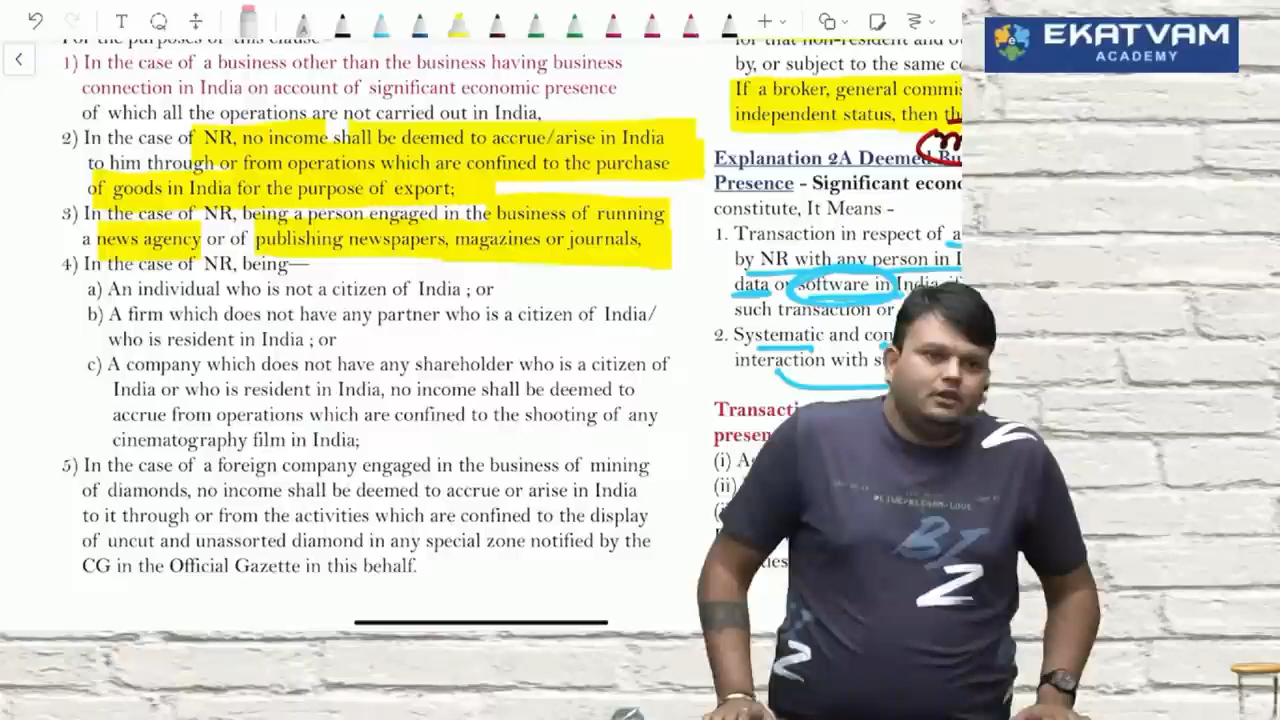 EKATVAM
ACADEMY
For the purposes of this clause
1) In the case of a business other than the business having business
connection in India on account of significant economic presence
of which all the operations are not carried out in India,
2) In the case of NR, no income shall be deemed to accrue/arise in India
to him through or from operations which are confined to the purchase
of goods in India for the purpose of export;
3) In the case of NR, being a person engaged in the business of running
a news agency or of publishing newspapers, magazines or journals,
4) In the case of NR, being—
a) An individual who is not a citizen of India ; or
b) A firm which does not have any partner who is a citizen of India/
who is resident in India ; or
c) A company which does not have any shareholder who is a citizen of
India or who is resident in India, no income shall be deemed to
accrue from operations which are confined to the shooting of any
cinematography film in India;
5) In the case of a foreign company engaged in the business of mining
of diamonds, no income shall be deemed to accrue or arise in India
to it through or from the activities which are confined to the display
of uncut and unassorted diamond in any special zone notified by the
CG in the Official Gazette in this behalf.
for that non-resident and
by, or subject to the same
If a broker, general
independent status, then
Explanation 2A Deemed
Presence - Significant
constitute, It Means -
1. Transaction in respect of
by NR with any person in
data or software in India
such transaction or
2. Systematic and
interaction with
(i)
(ii)
BIZ
Z
Z